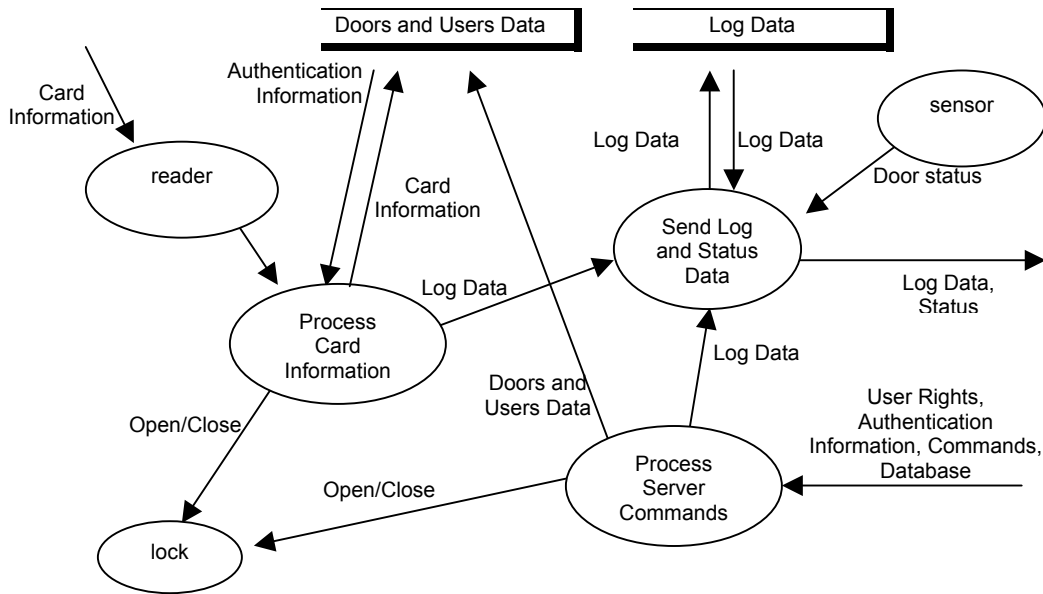 Doors and Users Data
Log Data
Authentication
Information
Card
Information
sensor
Log Data
Log Data
reader
Door status
Card
Information
Send Log
and Status
Data
Log Data
Log Data,
Status
Process
Card
Information
Log Data
Doors and
Users Data
User Rights,
Authentication
Information, Commands,
Database
Open/Close
Process
Server
Commands
Open/Close
lock